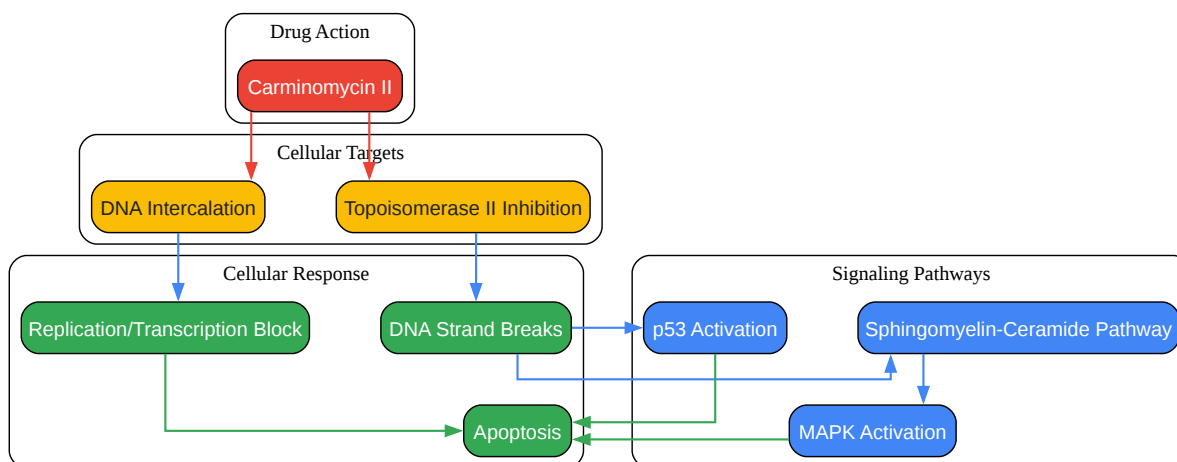 Drug Action
Carminomycin II
Cellular Targets
DNA Intercalation
Topoisomerase II Inhibition
Cellular Response
Signaling Pathways
Replication/Transcription Block
DNA Strand Breaks
p53 Activation
Sphingomyelin-Ceramide Pathway
Apoptosis
MAPK Activation